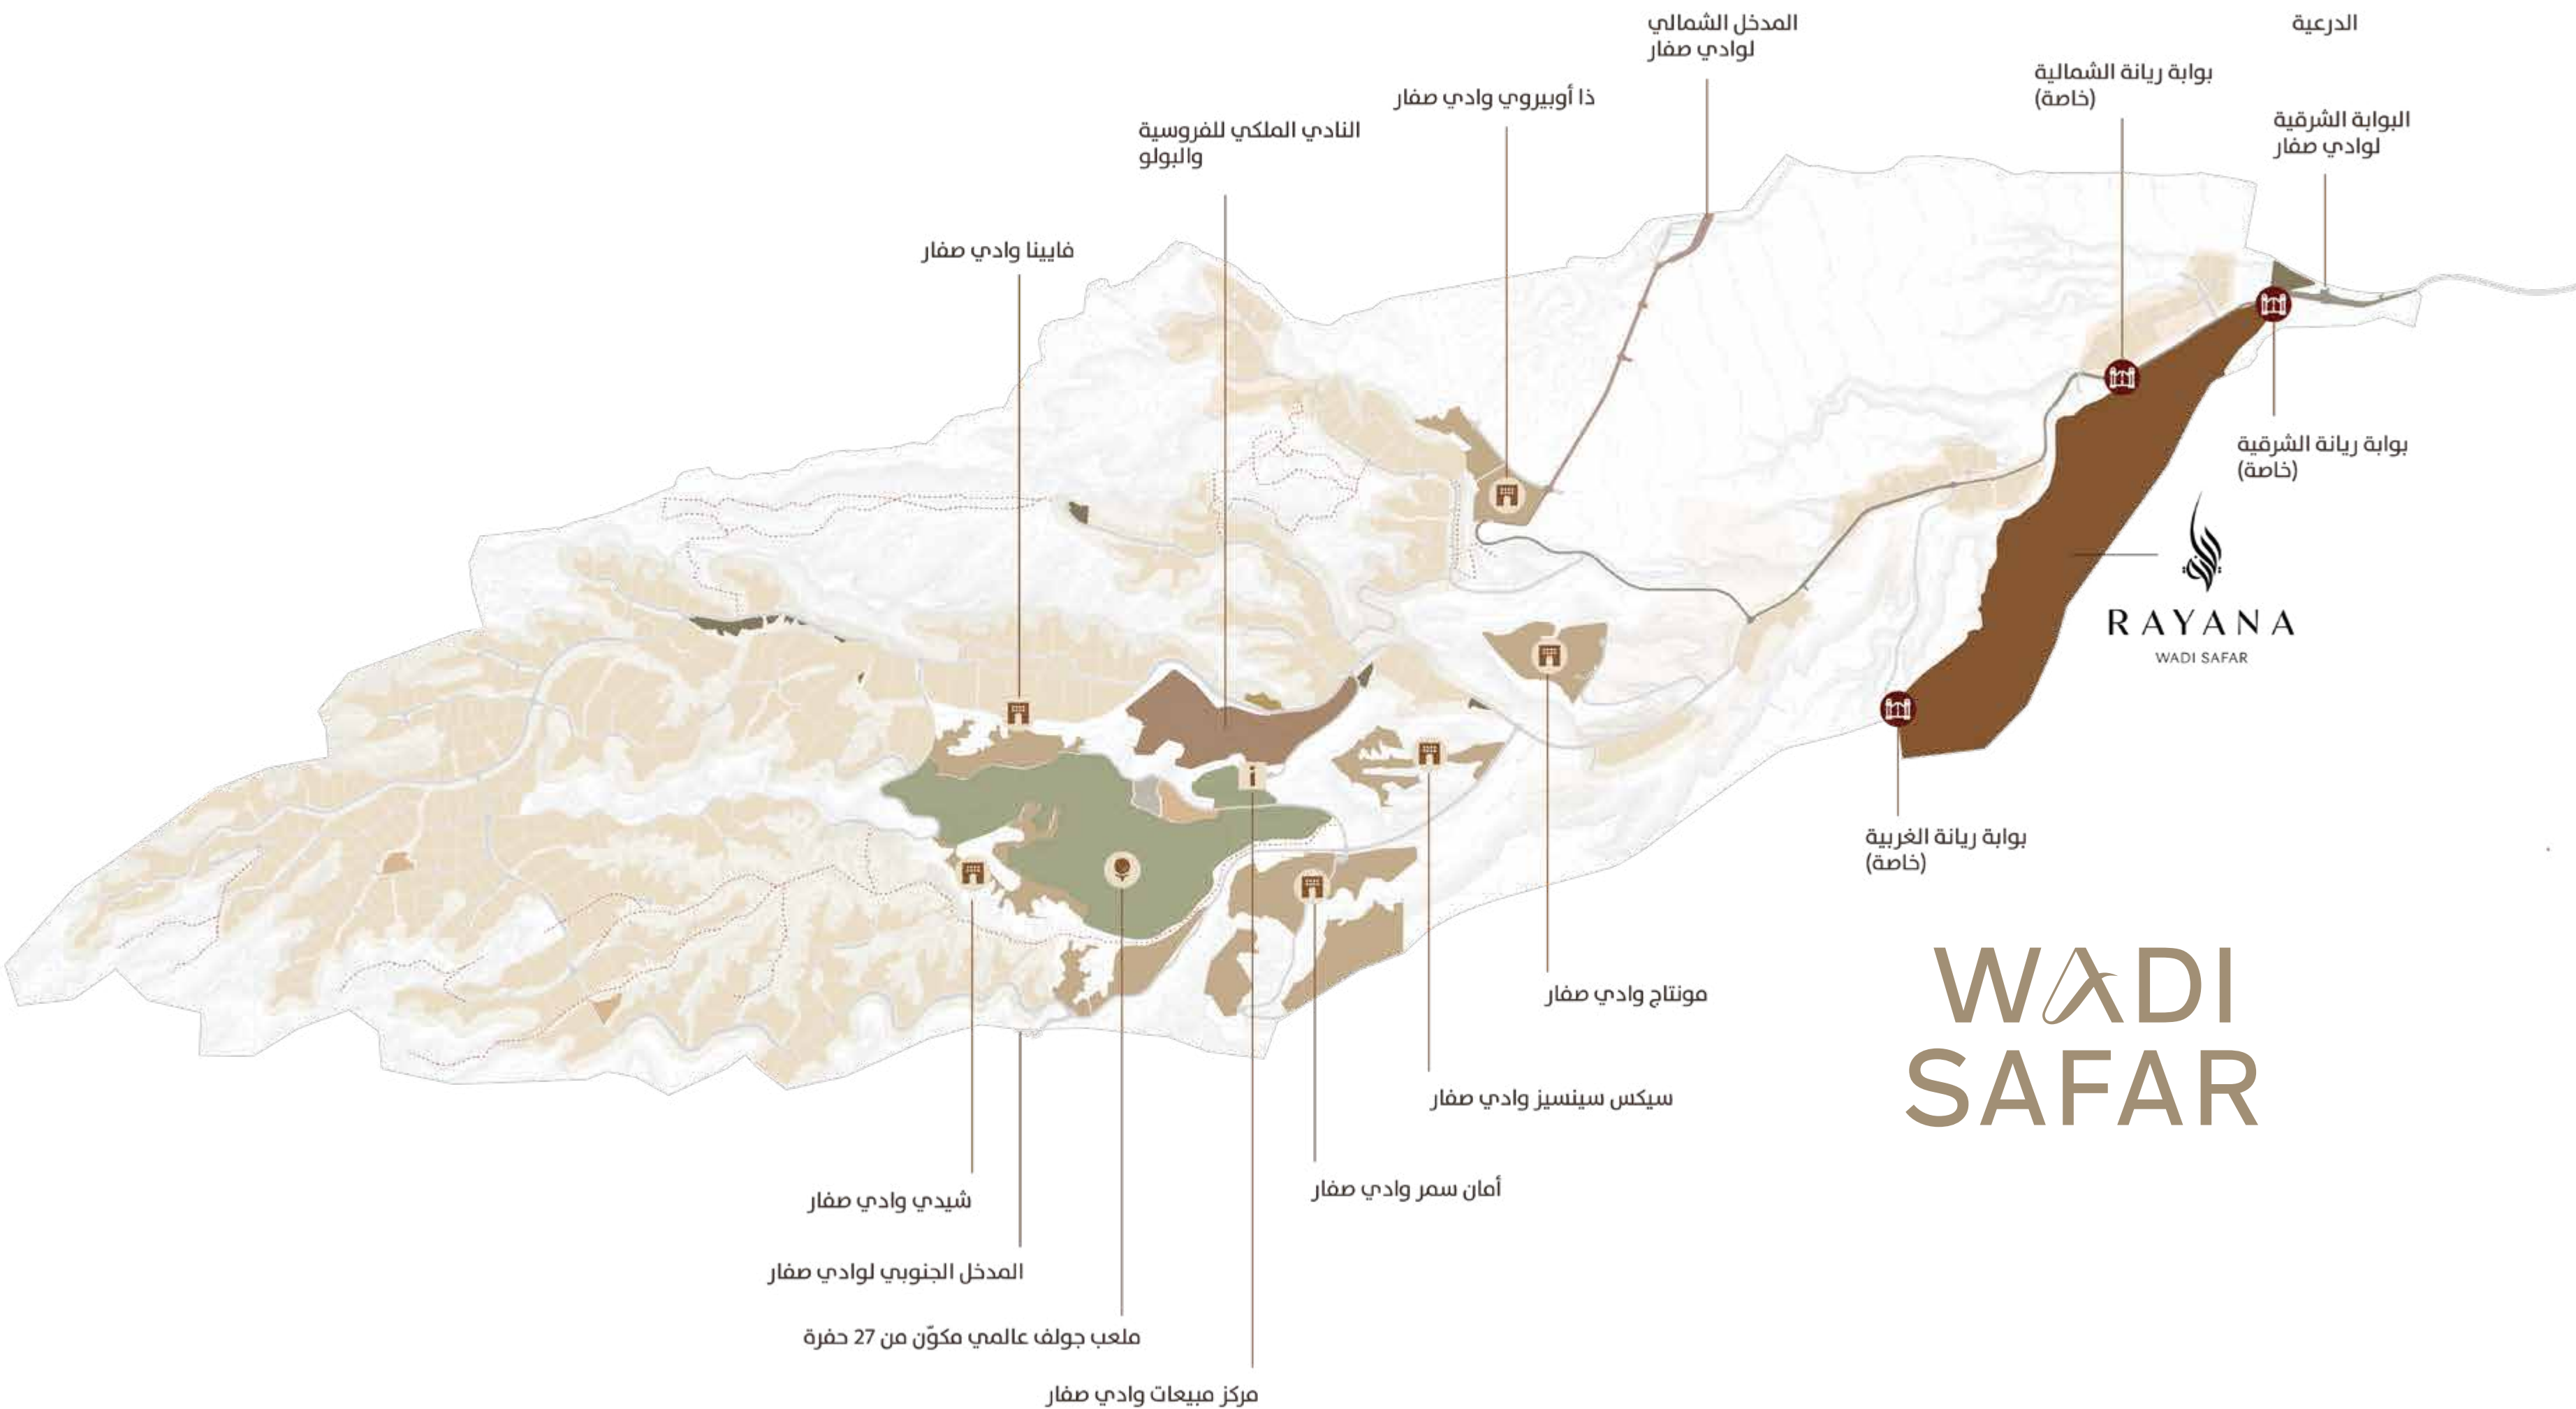 الدرعية
المدخل الشمالي
لوادي صفار
بوابة ريانة الشمالية
(خاصة)
ذا أوبيروي وادي صفار
البوابة الشرقية
لوادي صفار
النادي الملكي للفروسية
والبولو
فايينا وادي صفار
بوابة ريانة الشرقية
(خاصة)
RAYANA
WADI SAFAR
بوابة ريانة الغربية
(خاصة)
WADI
SAFAR
مونتاج وادي صفار
سيكس سينسيز وادي صفار
أمان سمر وادي صفار
شيدي وادي صفار
المدخل الجنوبي لوادي صفار
ملعب جولف عالمي مكوّن من 27 حفرة
مركز مبيعات وادي صفار